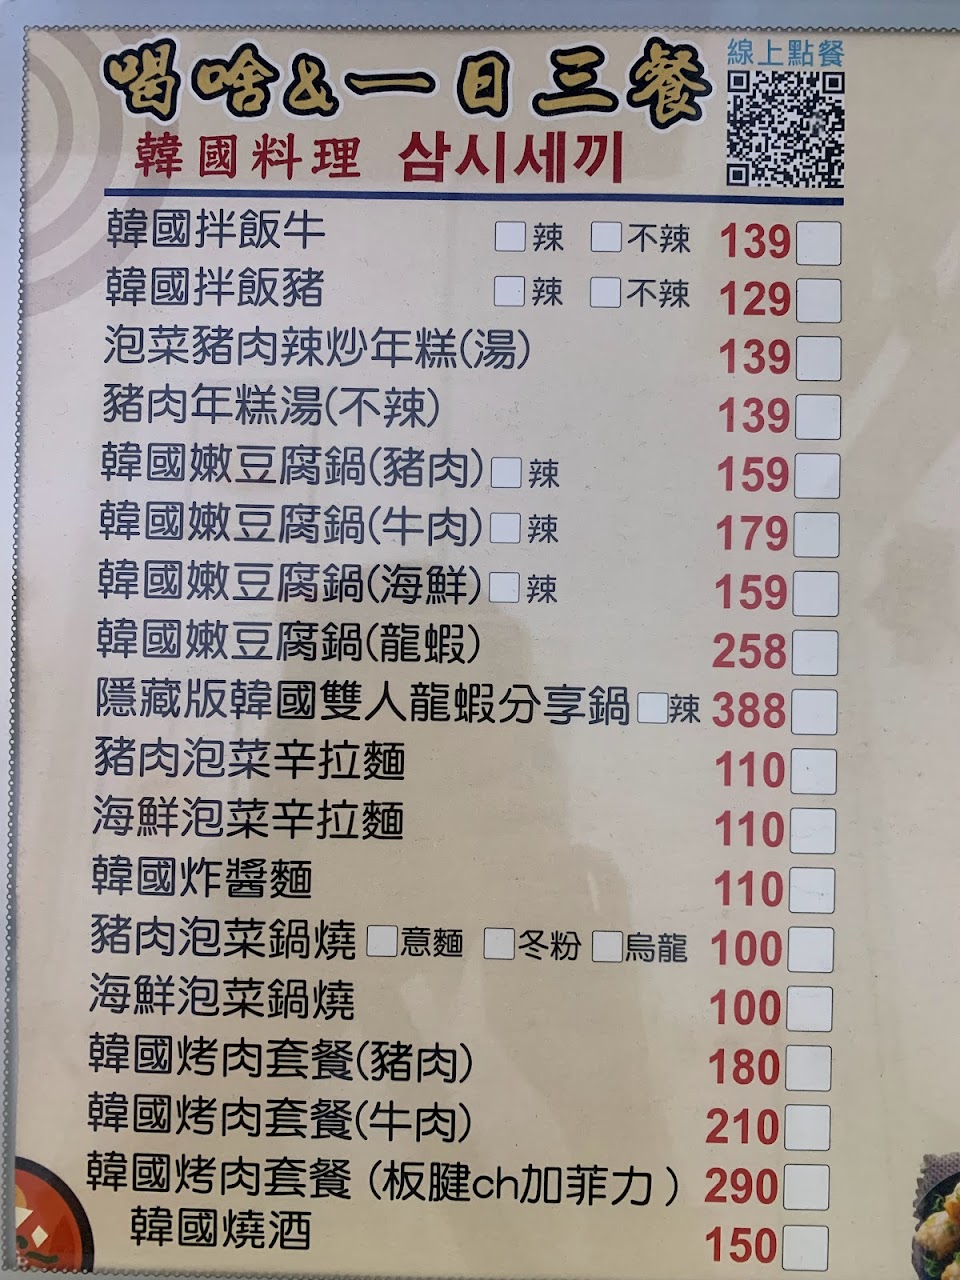 線上點餐
喝啥&一日三餐
韓國料理 삼시세끼
韓國拌飯牛 □辣 □不辣 139 □
韓國拌飯豬 □辣 □不辣 129 □
泡菜豬肉辣炒年糕(湯) 139 □
豬肉年糕湯(不辣) 139 □
韓國嫩豆腐鍋(豬肉) □辣 159 □
韓國嫩豆腐鍋(牛肉) □辣 179 □
韓國嫩豆腐鍋(海鮮) □辣 159 □
韓國嫩豆腐鍋(龍蝦) 258 □
隱藏版韓國雙人龍蝦分享鍋 □辣 388 □
豬肉泡菜辛拉麵 110 □
海鮮泡菜辛拉麵 110 □
韓國炸醬麵 110 □
豬肉泡菜鍋燒 □意麵 □冬粉 □烏龍 100 □
海鮮泡菜鍋燒 100 □
韓國烤肉套餐(豬肉) 180 □
韓國烤肉套餐(牛肉) 210 □
韓國烤肉套餐 (板腱ch加菲力) 290 □
韓國燒酒 150 □